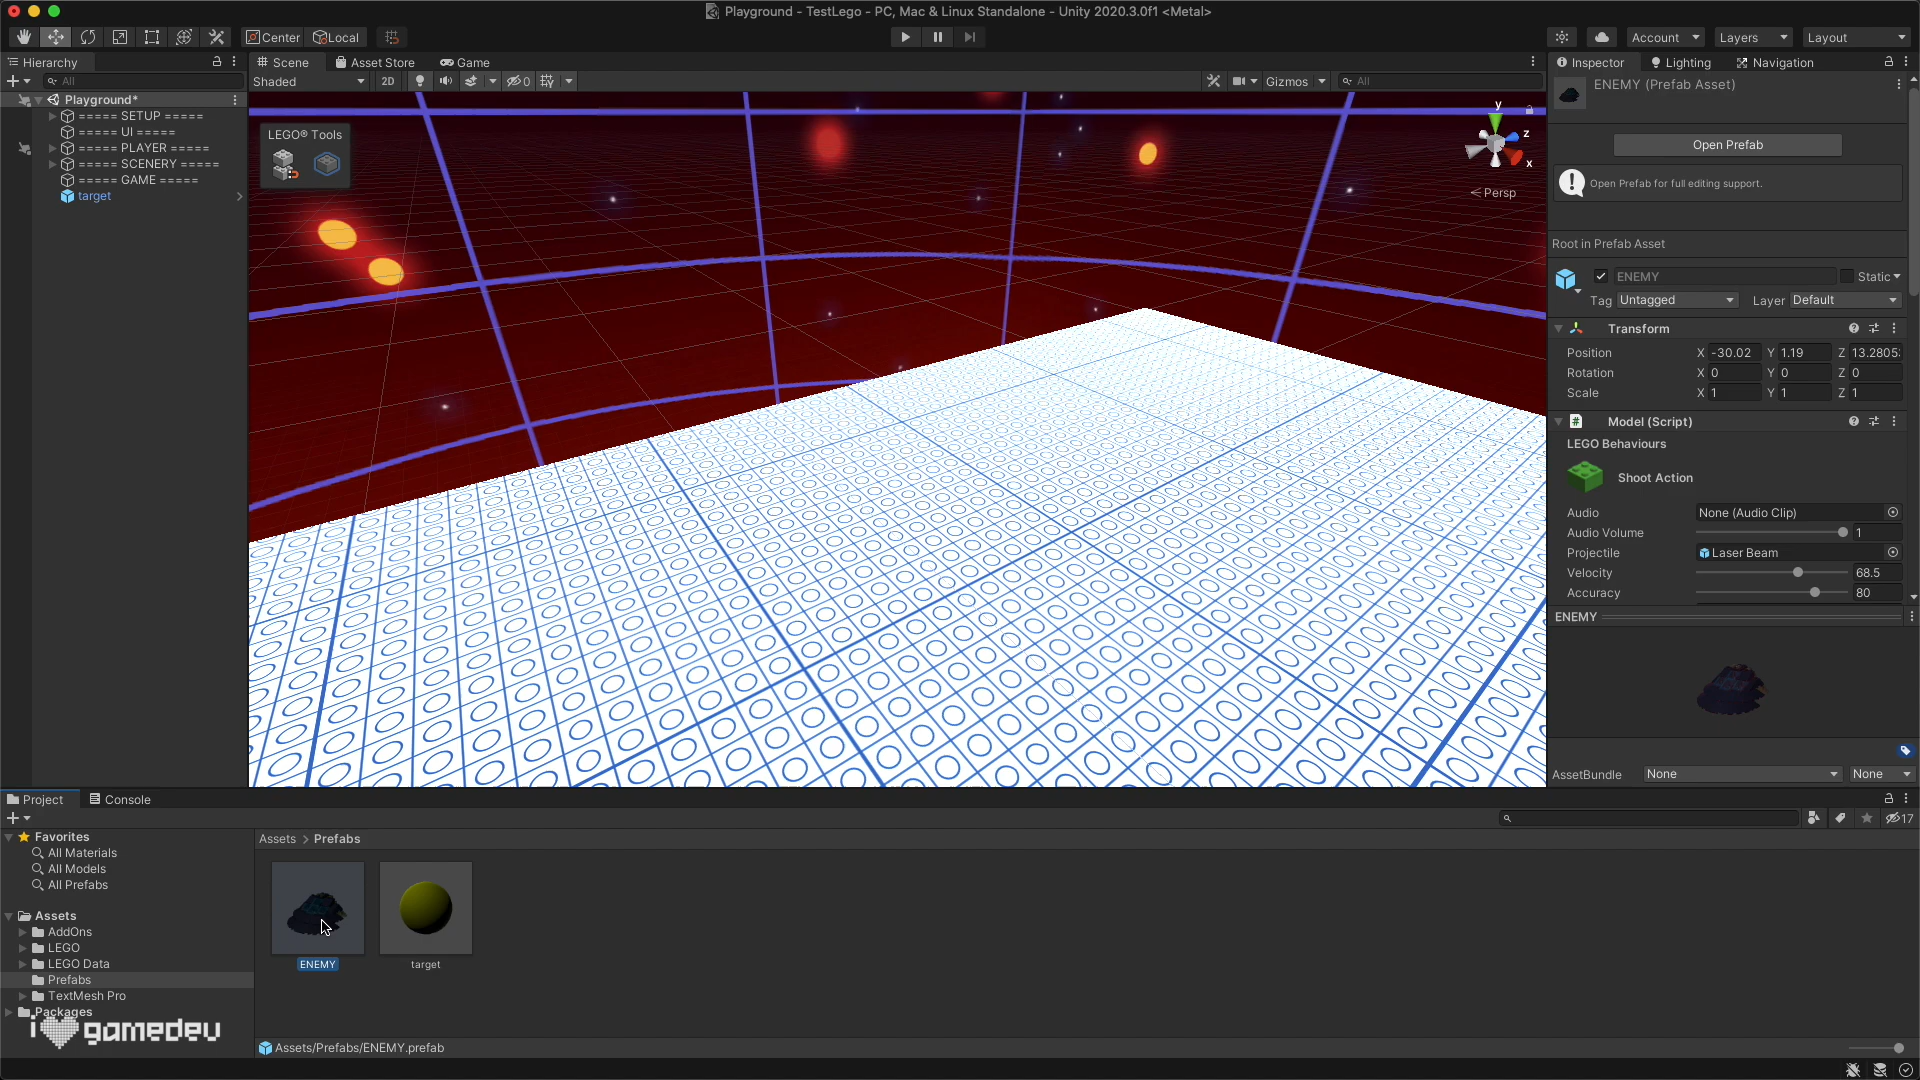 Playground - TestLego - PC, Mac & Linux Standalone - Unity 2020.3.0f1 <Metal>
Center Local Account Layers Layout
Hierarchy
All
Playground*
===== SETUP =====
===== UI =====
===== PLAYER =====
===== SCENERY =====
===== GAME =====
target
Scene Asset Store Game
Shaded 2D 0 Gizmos All
LEGO® Tools
y
z
x
Persp
Inspector Lighting Navigation
ENEMY (Prefab Asset)
Open Prefab
Open Prefab for full editing support.
Root in Prefab Asset
ENEMY Static
Tag Untagged Layer Default
Transform
Position X -30.02 Y 1.19 Z 13.2805
Rotation X 0 Y 0 Z 0
Scale X 1 Y 1 Z 1
# Model (Script)
LEGO Behaviours
Shoot Action
Audio None (Audio Clip)
Audio Volume 1
Projectile Laser Beam
Velocity 68.5
Accuracy 80
ENEMY
AssetBundle None None
Project Console
17
Favorites
All Materials
All Models
All Prefabs
Assets
AddOns
LEGO
LEGO Data
Prefabs
TextMesh Pro
Packages
i gamedev
Assets > Prefabs
ENEMY target
Assets/Prefabs/ENEMY.prefab